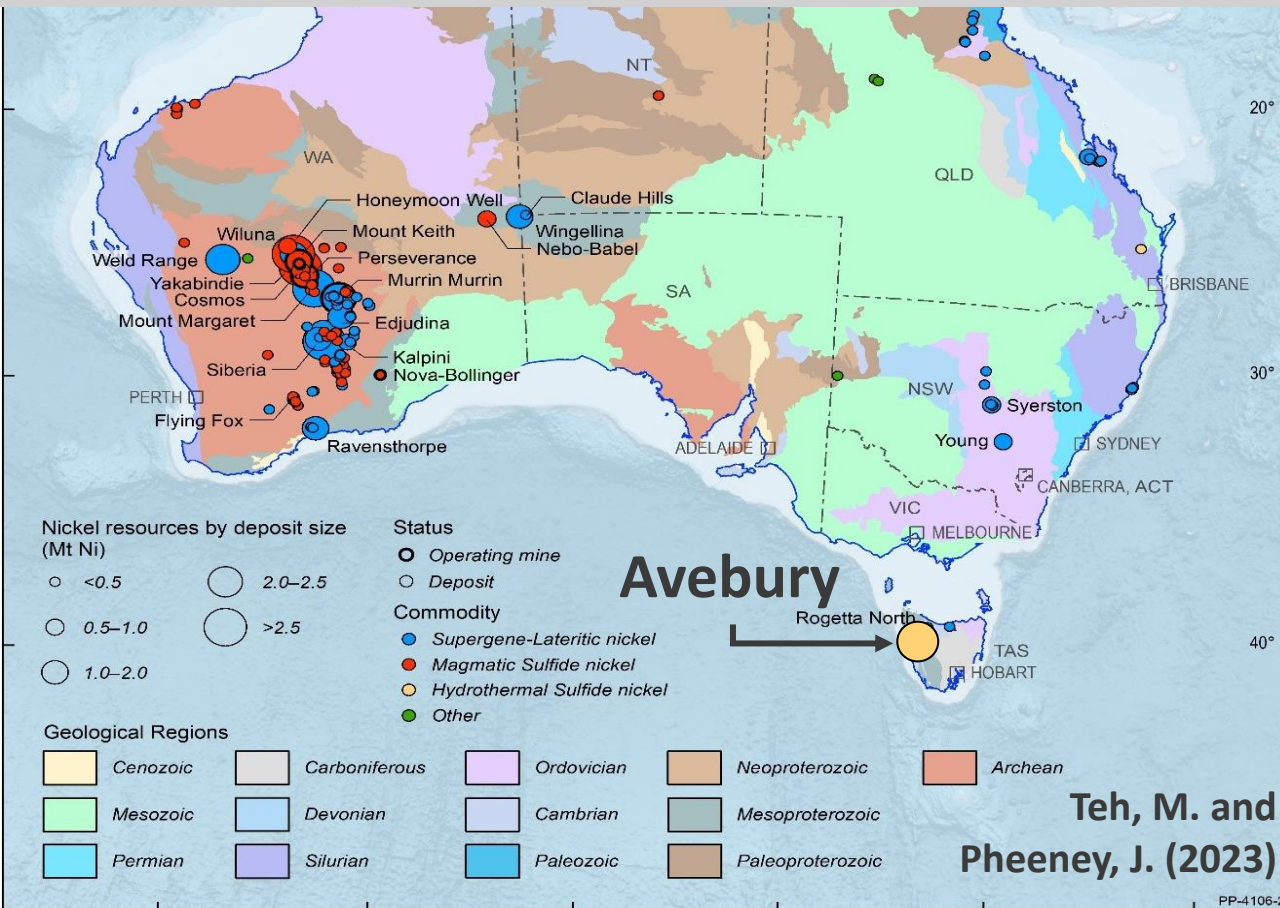 NT
20°
WA
QLD
Honeymoon Well
Claude Hills
Wiluna
Mount Keith
Wingellina
Weld Range
Perseverance
Nebo-Babel
Yakabindie
Murrin Murrin
Cosmos
SA
BRISBANE
Mount Margaret
Edjudina
Siberia
Kalpini
Nova-Bollinger
30°
PERTH
NSW
Flying Fox
Syerston
Ravensthorpe
ADELAIDE
Young
SYDNEY
CANBERRA, ACT
VIC
MELBOURNE
Avebury
Rogetta North
TAS
40°
HOBART
Nickel resources by deposit size
(Mt Ni)
<0.5
2.0–2.5
0.5–1.0
>2.5
1.0–2.0
Status
Operating mine
Deposit
Commodity
Supergene-Lateritic nickel
Magmatic Sulfide nickel
Hydrothermal Sulfide nickel
Other
Geological Regions
Cenozoic
Carboniferous
Ordovician
Neoproterozoic
Archean
Mesozoic
Devonian
Cambrian
Mesoproterozoic
Permian
Silurian
Paleozoic
Paleoproterozoic
Teh, M. and
Pheeney, J. (2023)